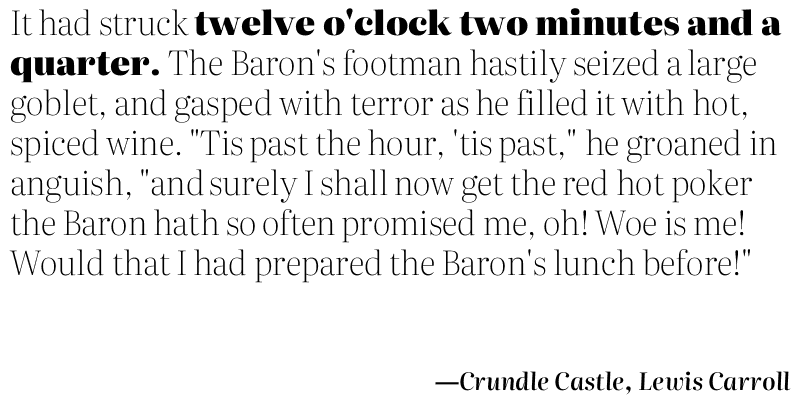 It had struck twelve o'clock two minutes and a
quarter. The Baron's footman hastily seized a large
goblet, and gasped with terror as he filled it with hot,
spiced wine. "Tis past the hour, 'tis past," he groaned in
anguish, "and surely I shall now get the red hot poker
the Baron hath so often promised me, oh! Woe is me!
Would that I had prepared the Baron's lunch before!"
—Crundle Castle, Lewis Carroll